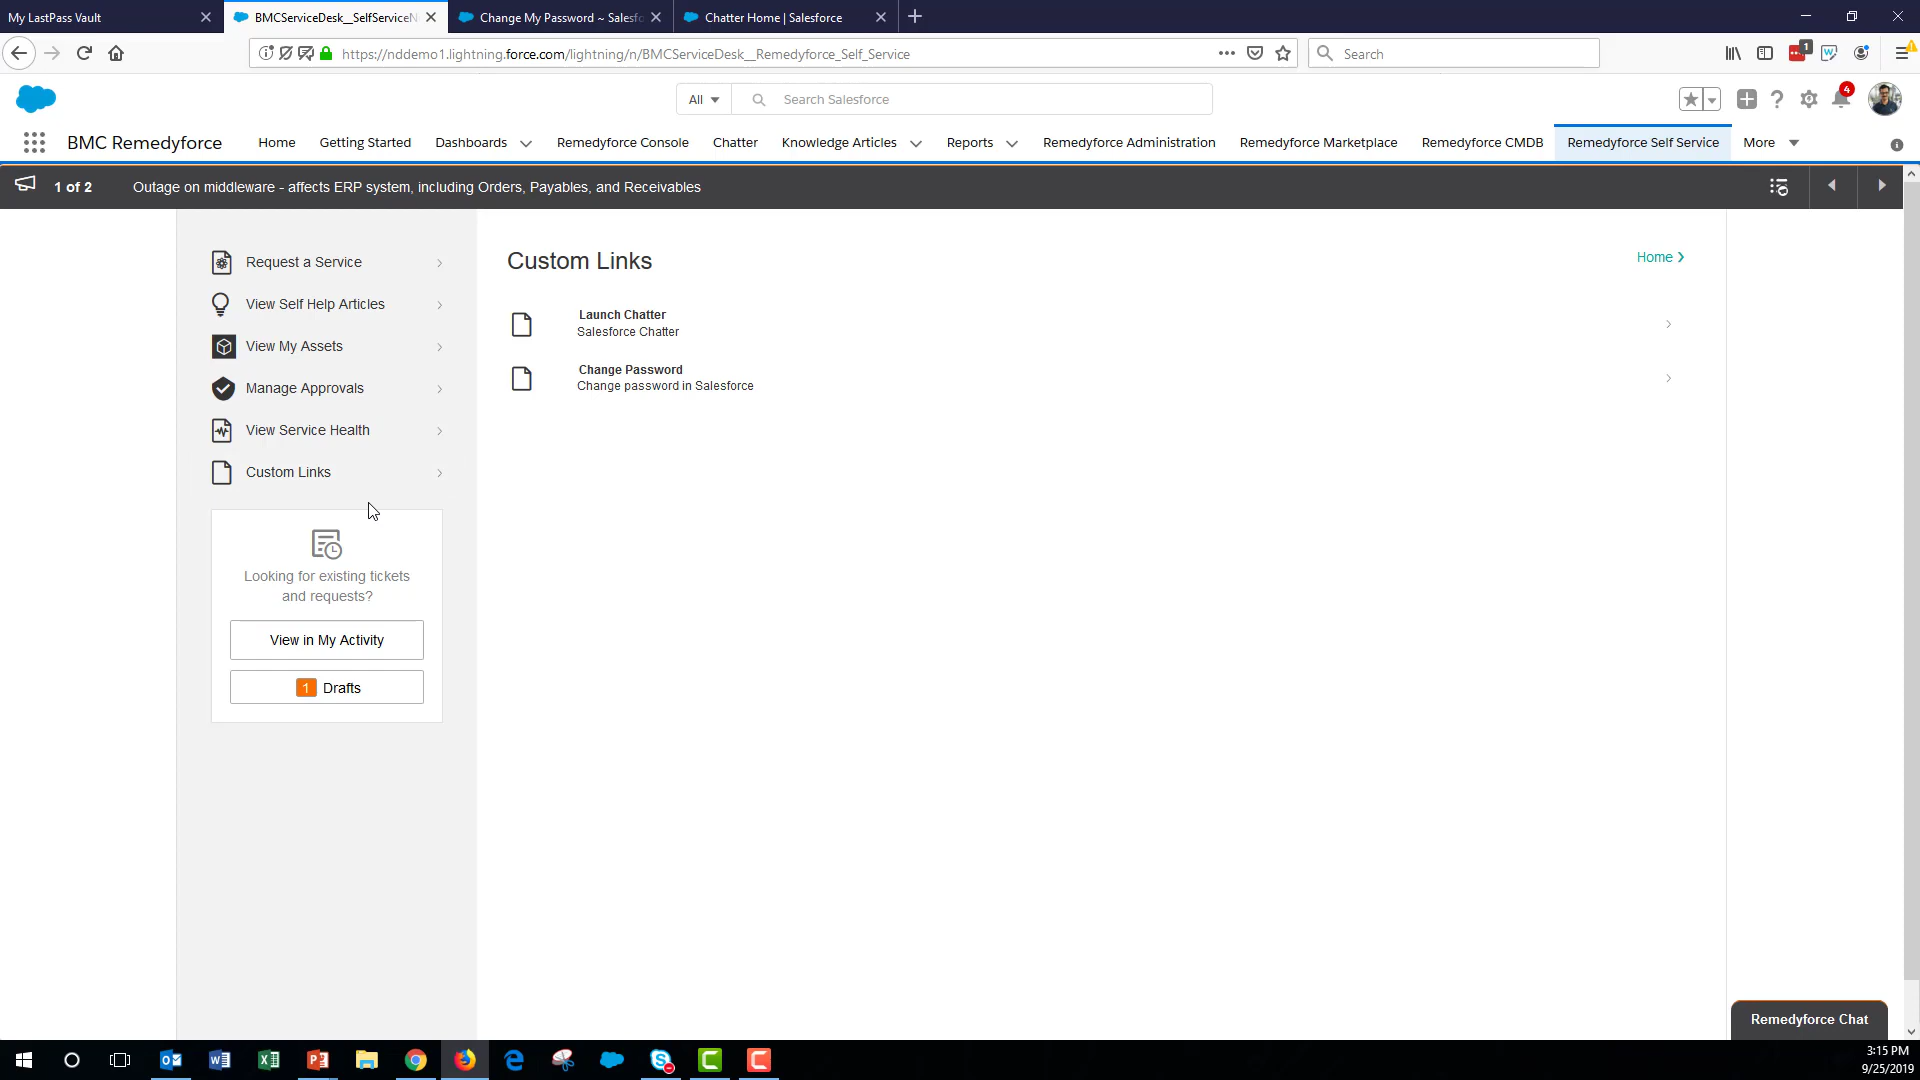 My LastPass Vault
BMCServiceDesk__SelfServiceN
Change My Password ~ Salesfo
Chatter Home | Salesforce
https://nddemo1.lightning.force.com/lightning/n/BMCServiceDesk__Remedyforce_Self_Service
Search
1
All
Search Salesforce
4
BMC Remedyforce
Home
Getting Started
Dashboards
Remedyforce Console
Chatter
Knowledge Articles
Reports
Remedyforce Administration
Remedyforce Marketplace
Remedyforce CMDB
Remedyforce Self Service
More
1 of 2
Outage on middleware - affects ERP system, including Orders, Payables, and Receivables
Request a Service
View Self Help Articles
View My Assets
Manage Approvals
View Service Health
Custom Links
Looking for existing tickets
and requests?
View in My Activity
1 Drafts
Custom Links
Home
Launch Chatter
Salesforce Chatter
Change Password
Change password in Salesforce
Remedyforce Chat
3:15 PM
9/25/2019